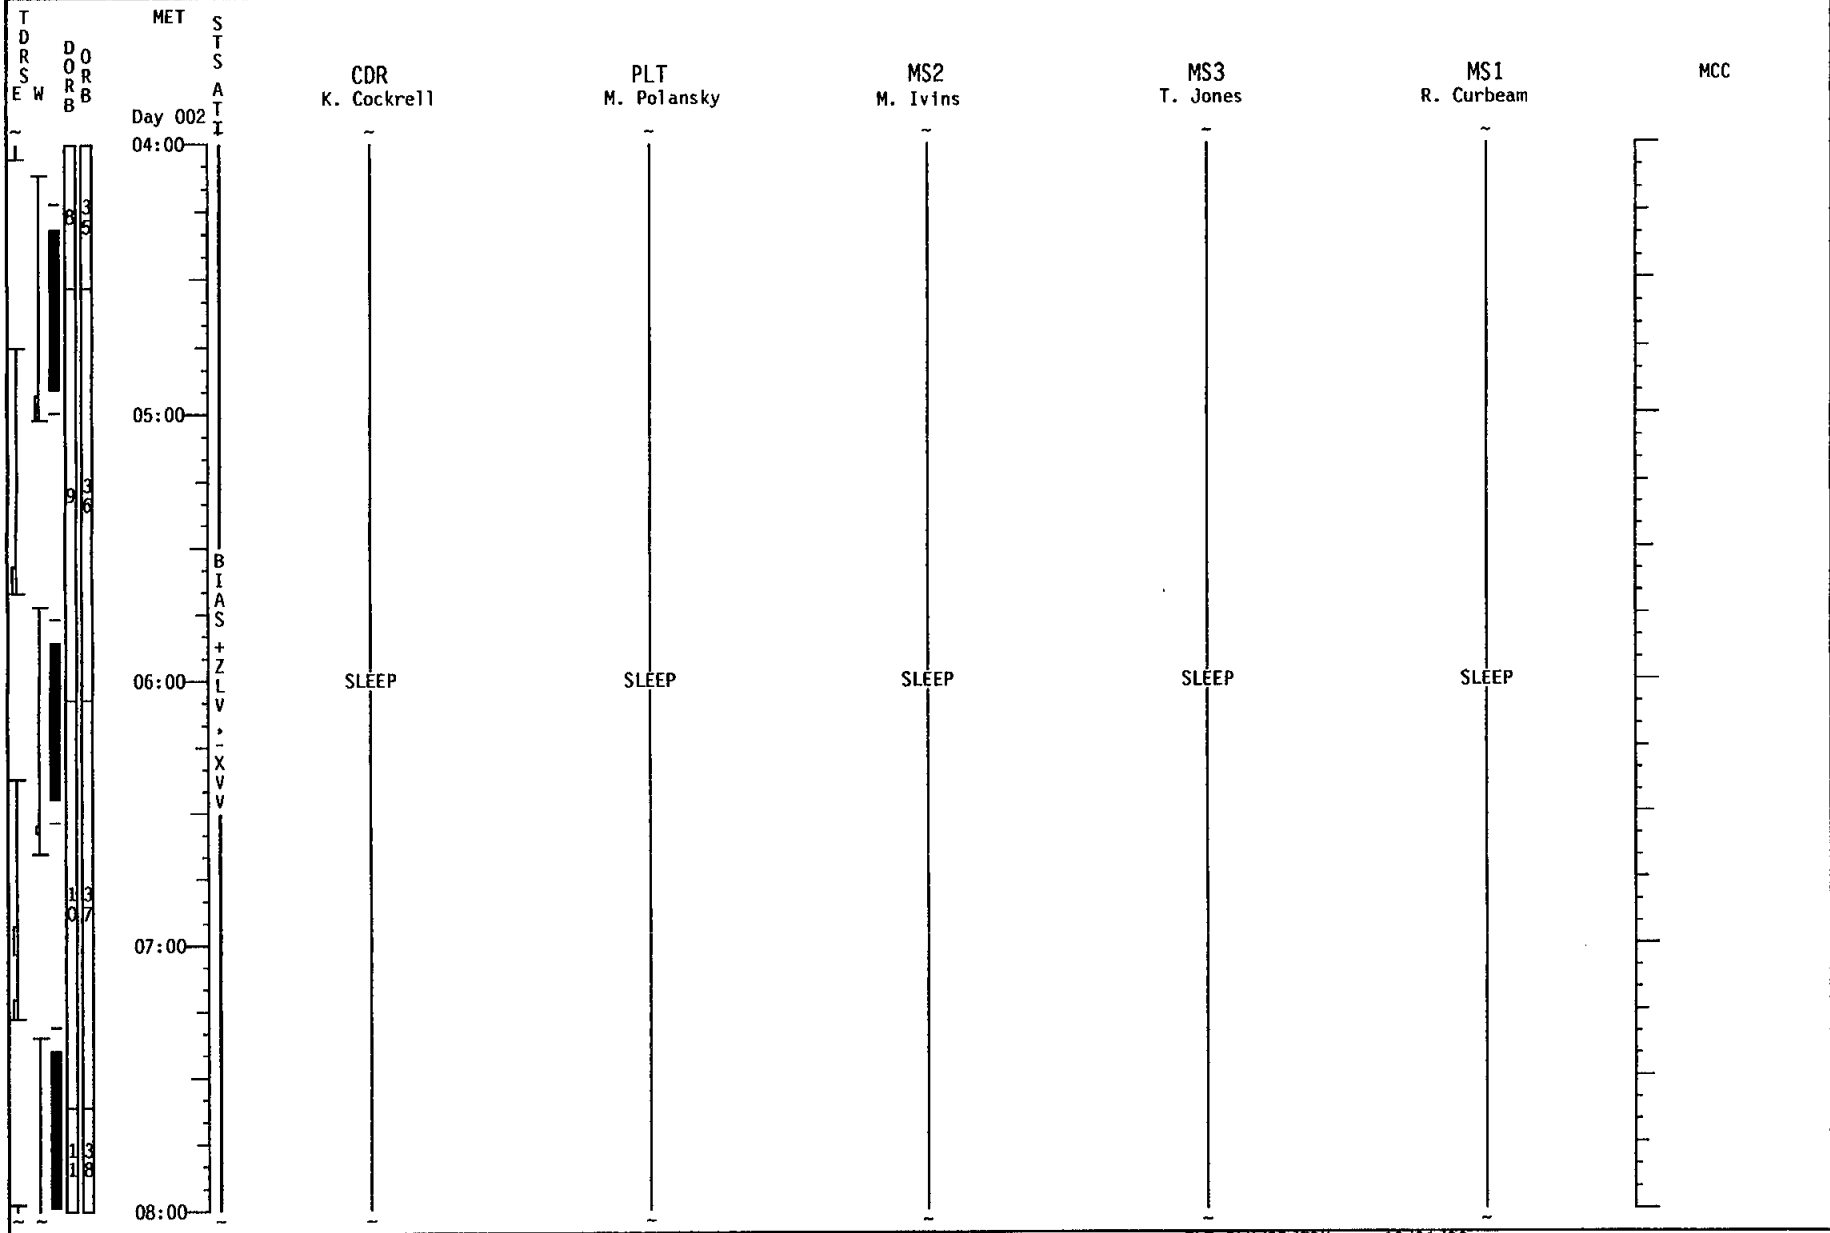 TDRS
E W
DORB
ORB
MET
Day 002
STS ATT
CDR
K. Cockrell
PLT
M. Polansky
MS2
M. Ivins
MS3
T. Jones
MS1
R. Curbeam
MCC
04:00
8
35
05:00
9
36
BIAS +ZLV
-XVV
06:00
SLEEP SLEEP SLEEP SLEEP SLEEP
10
37
07:00
11
38
08:00